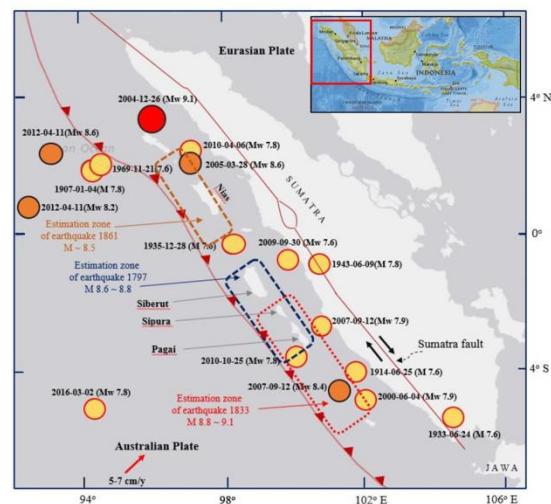 Eurasian Plate
MALAYSIA
INDONESIA
2004-12-26 (Mw 9.1)
4°N
2012-04-11(Mw 8.6)
2010-04-06(Mw 7.8)
1969-11-21(7.6)
2005-03-28 (Mw 8.6)
1907-01-04(M 7.8)
2012-04-11(Mw 8.2)
Nias
SUMATRA
Estimation zone
of earthquake 1861
M ~ 8.5
0°N
1935-12-28 (M 7.6)
2009-09-30 (Mw 7.6)
1943-06-09(M 7.8)
Estimation zone
of earthquake 1797
M 8.6 ~ 8.8
Siberut
Sipura
Pagai
2007-09-12(Mw 7.9)
Sumatra fault
2010-10-25 (Mw 7.8)
1914-06-25 (M 7.6)
4°S
2007-09-12 (Mw 8.4)
2016-03-02 (Mw 7.8)
2000-06-04 (Mw 7.9)
Estimation zone
of earthquake 1833
M 8.8 ~ 9.1
1933-06-24 (M 7.6)
Australian Plate
5-7 cm/y
JAWA
94°
98°
102°E
106°E